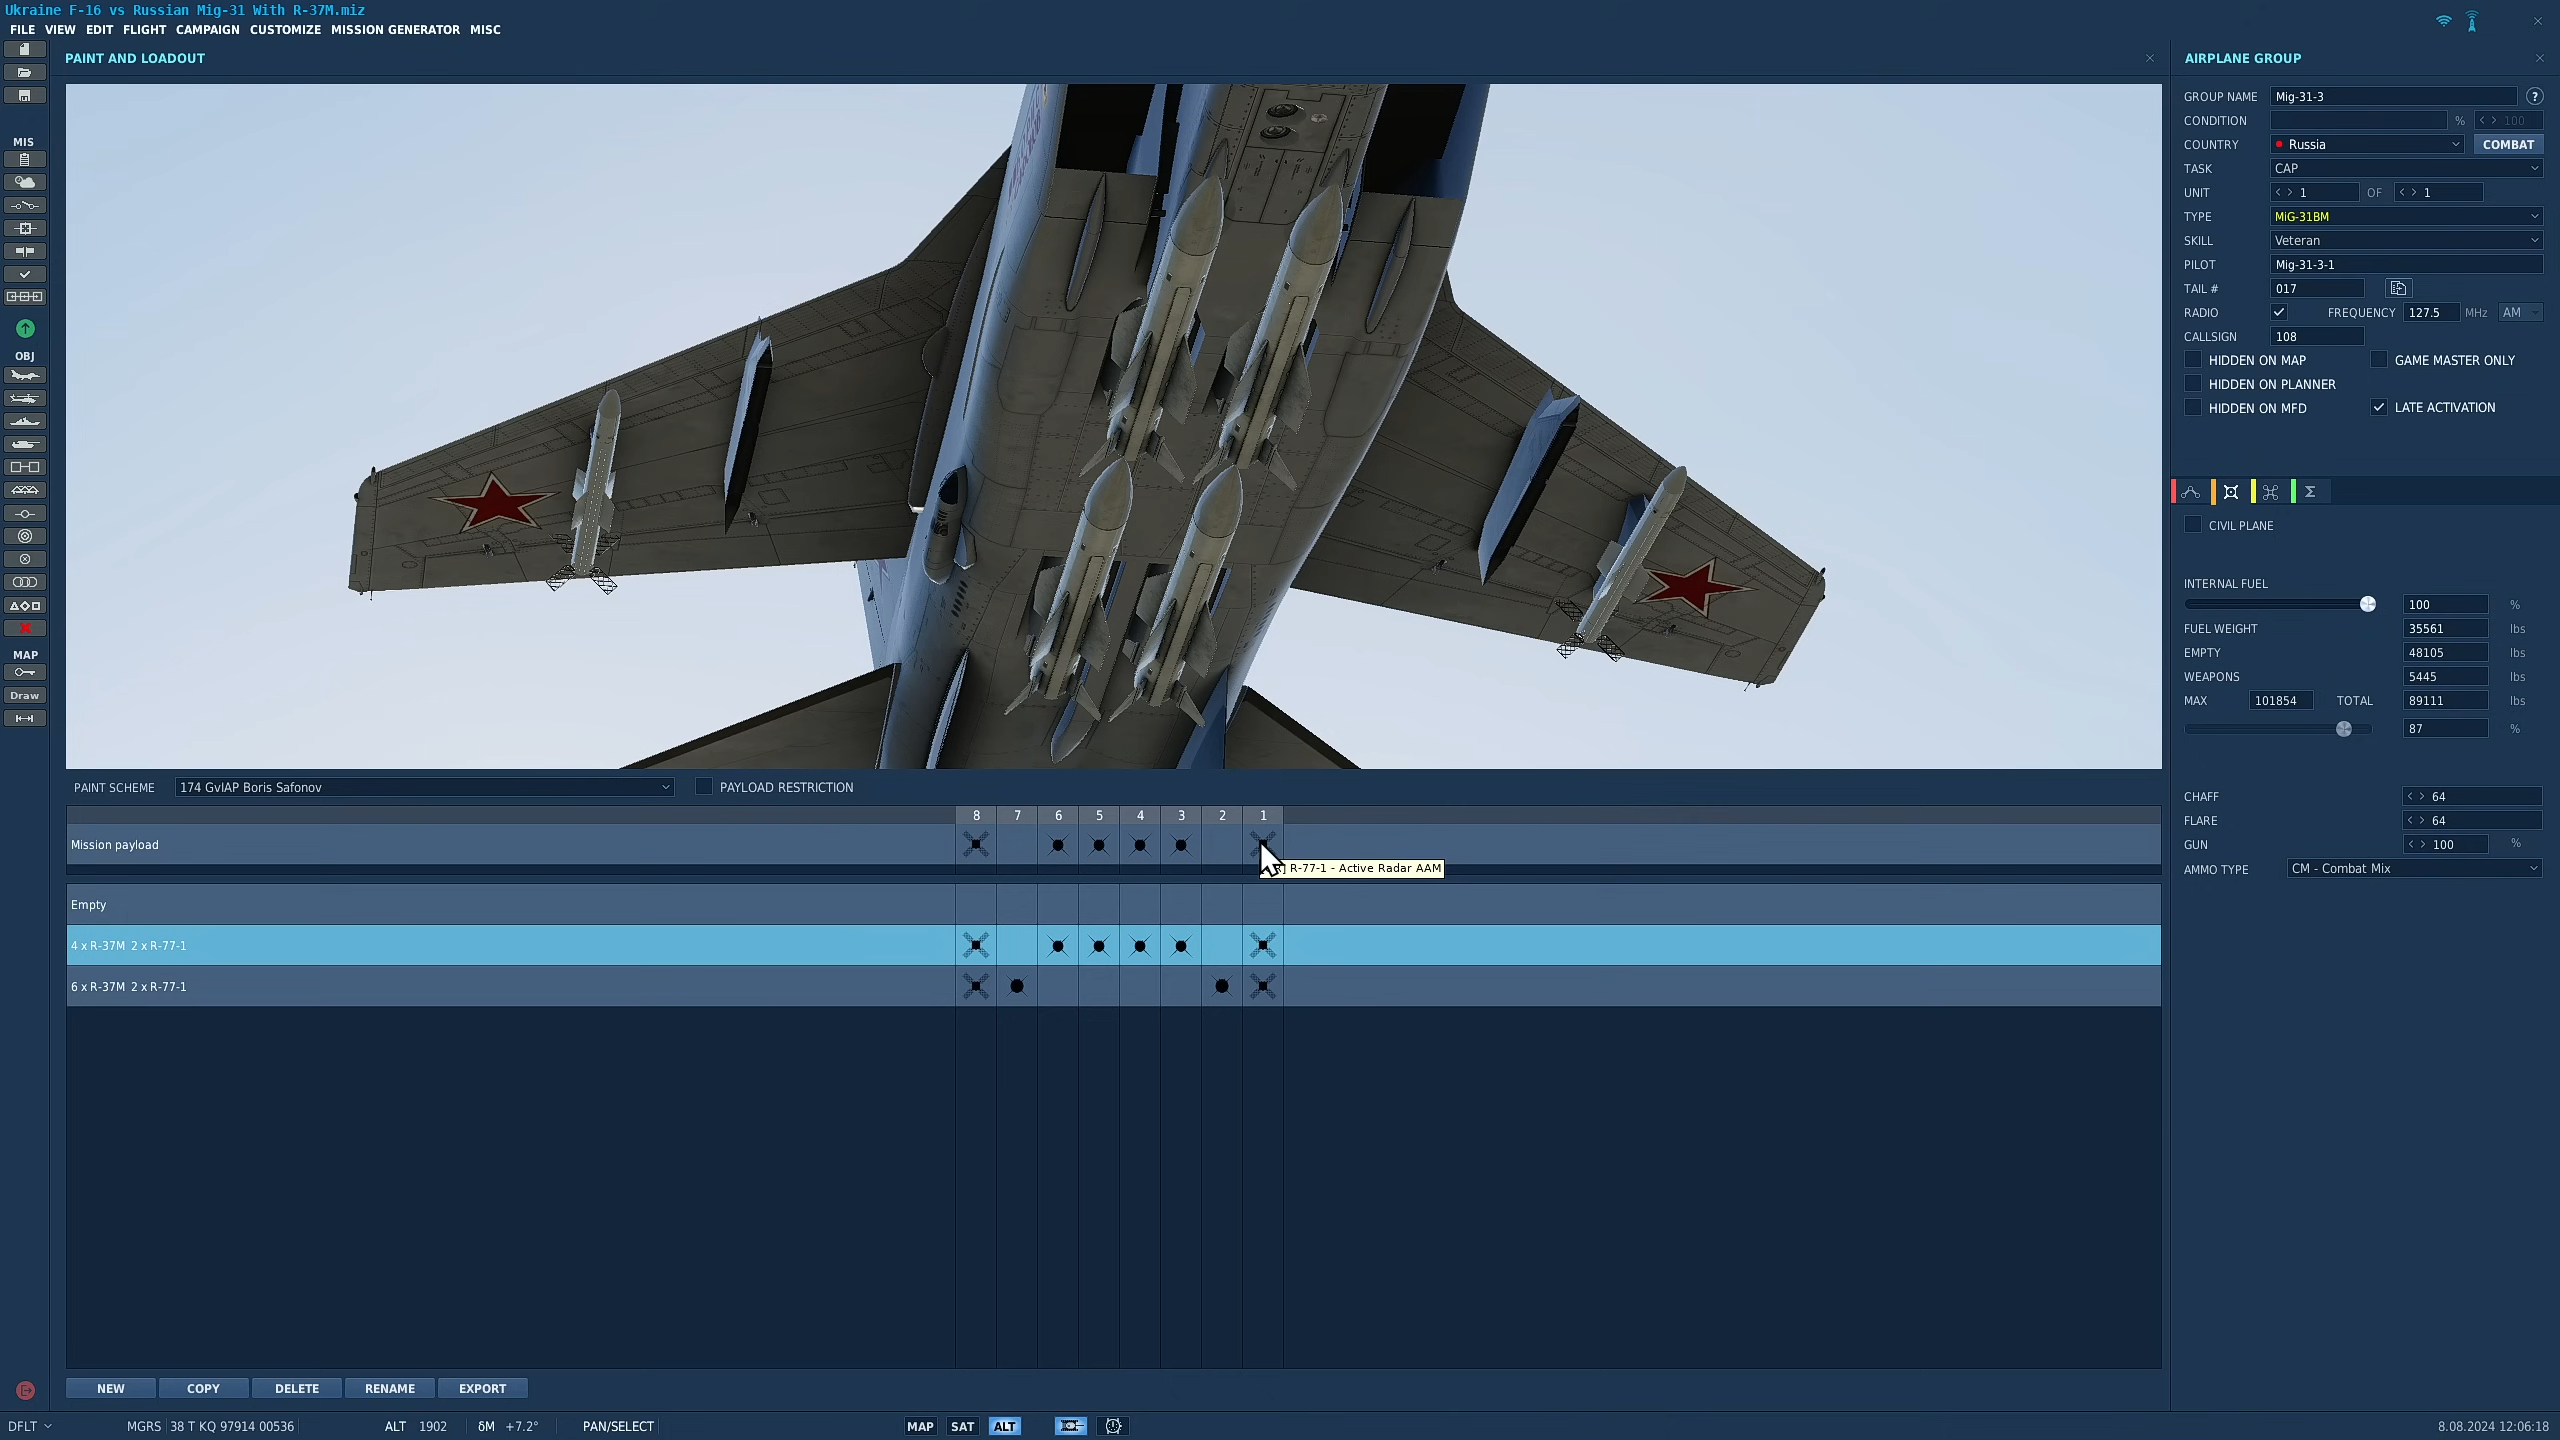 Ukraine F-16 vs Russian Mig-31 With R-37M.miz
FILE VIEW EDIT FLIGHT CAMPAIGN CUSTOMIZE MISSION GENERATOR MISC
PAINT AND LOADOUT
MIS
OBJ
MAP
Draw
PAINT SCHEME 174 GvIAP Boris Safonov PAYLOAD RESTRICTION
8 7 6 5 4 3 2 1
Mission payload
R-77-1 - Active Radar AAM
Empty
4 x R-37M 2 x R-77-1
6 x R-37M 2 x R-77-1
NEW COPY DELETE RENAME EXPORT
AIRPLANE GROUP
GROUP NAME Mig-31-3 ?
CONDITION % < > 100
COUNTRY Russia COMBAT
TASK CAP
UNIT < > 1 OF < > 1
TYPE MiG-31BM
SKILL Veteran
PILOT Mig-31-3-1
TAIL # 017
RADIO FREQUENCY 127.5 MHz AM
CALLSIGN 108
HIDDEN ON MAP GAME MASTER ONLY
HIDDEN ON PLANNER
HIDDEN ON MFD LATE ACTIVATION
Σ
CIVIL PLANE
INTERNAL FUEL
100 %
FUEL WEIGHT 35561 lbs
EMPTY 48105 lbs
WEAPONS 5445 lbs
MAX 101854 TOTAL 89111 lbs
87 %
CHAFF < > 64
FLARE < > 64
GUN < > 100 %
AMMO TYPE CM - Combat Mix
DFLT MGRS 38 T KQ 97914 00536 ALT 1902 δM +7.2° PAN/SELECT MAP SAT ALT 8.08.2024 12:06:18